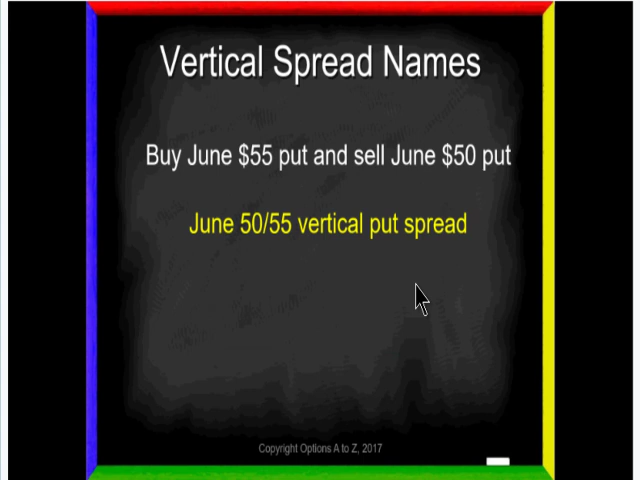 Vertical Spread Names
Buy June $55 put and sell June $50 put
June 50/55 vertical put spread
Copyright Options A to Z, 2017